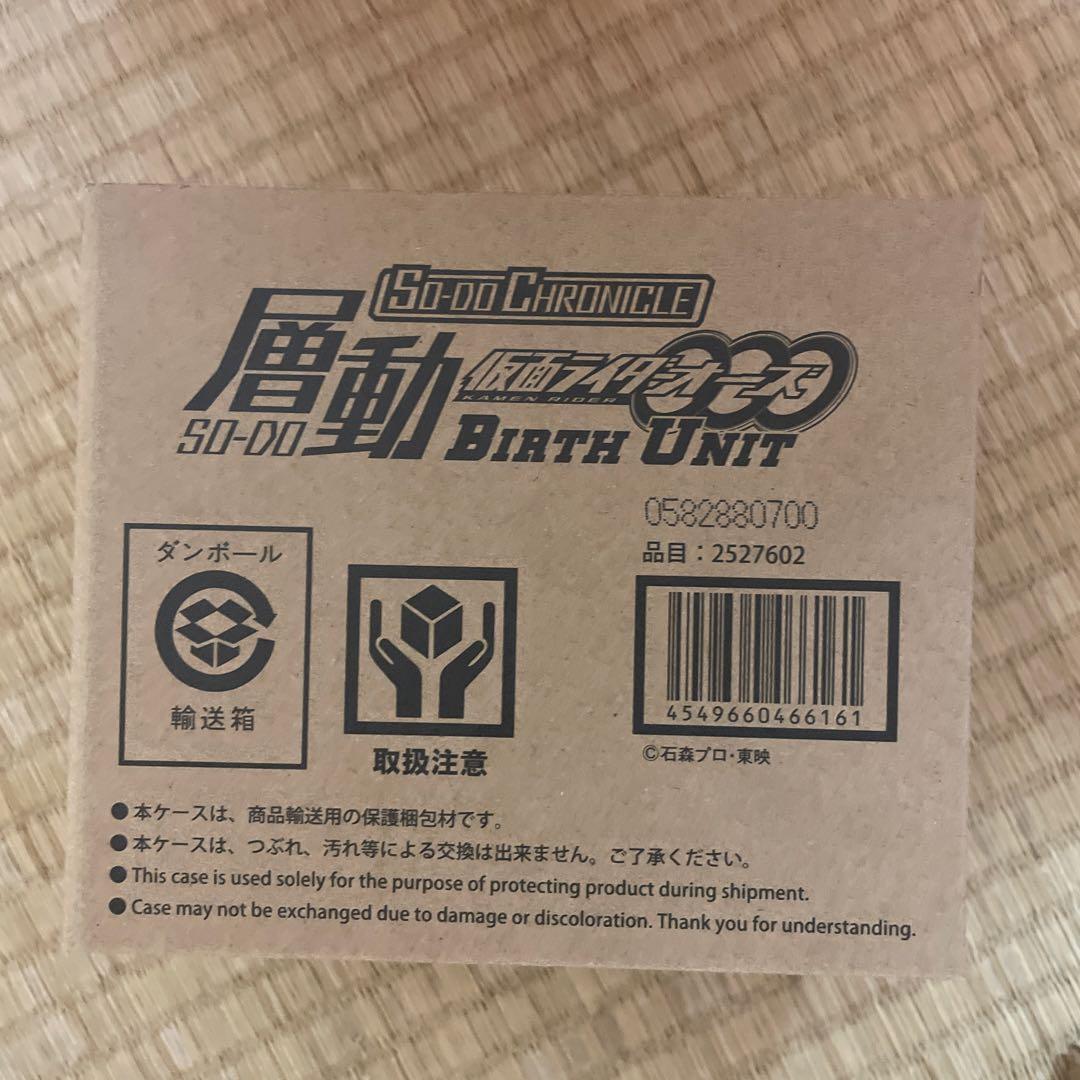 SO-DO CHRONICLE
層動 仮面ライダーオーズ
KAMEN RIDER
SO-DO BIRTH UNIT
0582880700
品目：2527602
ダンボール
輸送箱
取扱注意
4549660466161
©石森プロ・東映
●本ケースは、商品輸送用の保護梱包材です。
●本ケースは、つぶれ、汚れ等による交換は出来ません。ご了承ください。
●This case is used solely for the purpose of protecting product during shipment.
●Case may not be exchanged due to damage or discoloration. Thank you for understanding.